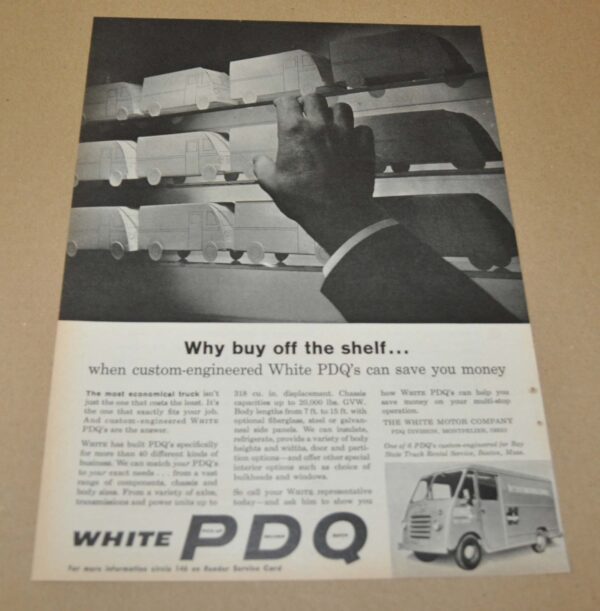 Why buy off the shelf...
when custom-engineered White PDQ's can save you money
The most economical truck isn't
just the one that costs the least. It's
the one that exactly fits your job.
And custom-engineered WHITE
PDQ's are the answer.
WHITE has built PDQ's specifically
for more than 40 different kinds of
business. We can match your PDQ's
to your exact needs . . . from a vast
range of components, chassis and
body sizes. From a variety of axles,
transmissions and power units up to
318 cu. in. displacement. Chassis
capacities up to 20,000 lbs. GVW.
Body lengths from 7 ft. to 15 ft. with
optional fiberglass, steel or galvan-
neal side panels. We can insulate,
refrigerate, provide a variety of body
heights and widths, door and parti-
tion options—and offer other special
interior options such as choice of
bulkheads and windows.
So call your WHITE representative
today—and ask him to show you
how WHITE PDQ's can help you
save money on your multi-stop
operation.
THE WHITE MOTOR COMPANY
PDQ DIVISION, MONTPELIER, OHIO
One of 6 PDQ's custom-engineered for Bay
State Truck Rental Service, Boston, Mass.
WHITE PDQ
PICK-UP DELIVERY QUICK
For more information circle 146 on Reader Service Card